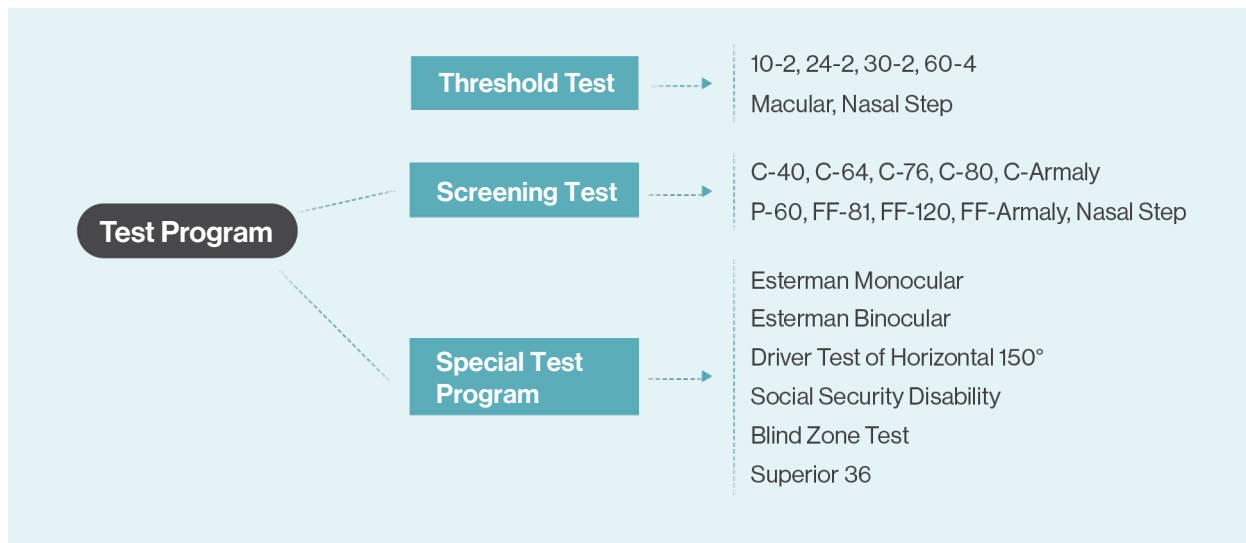 Test Program
Threshold Test
10-2, 24-2, 30-2, 60-4
Macular, Nasal Step
Screening Test
C-40, C-64, C-76, C-80, C-Armaly
P-60, FF-81, FF-120, FF-Armaly, Nasal Step
Special Test
Program
Esterman Monocular
Esterman Binocular
Driver Test of Horizontal 150°
Social Security Disability
Blind Zone Test
Superior 36